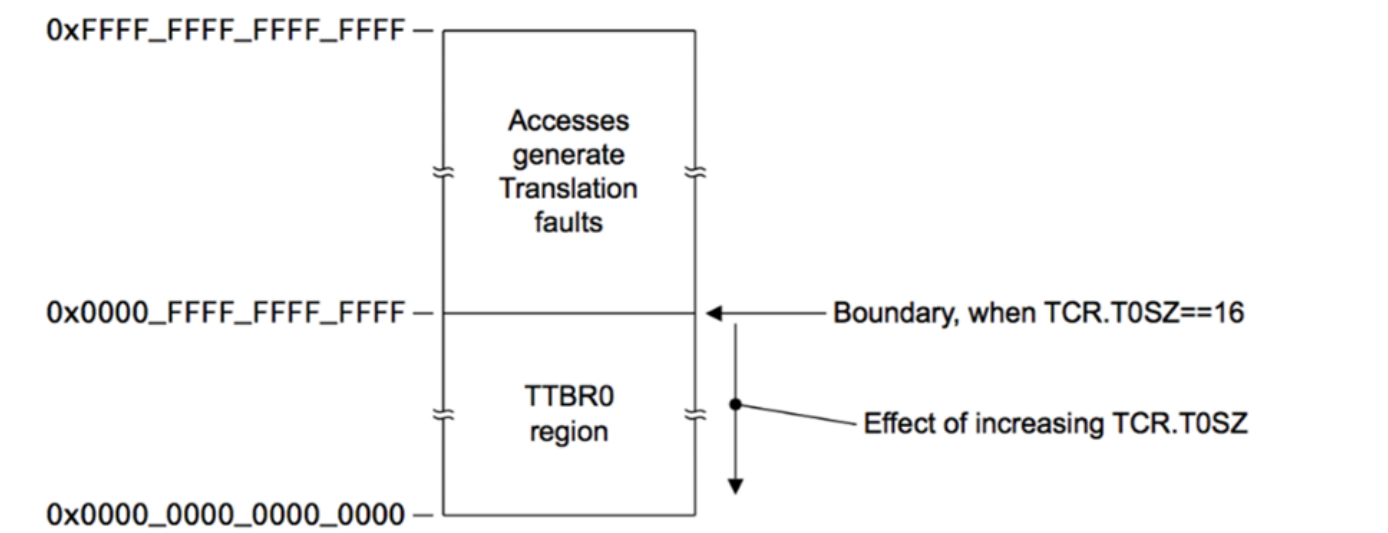 0xFFFF_FFFF_FFFF_FFFF
Accesses
generate
Translation
faults
0x0000_FFFF_FFFF_FFFF
Boundary, when TCR.T0SZ==16
TTBR0
region
Effect of increasing TCR.T0SZ
0x0000_0000_0000_0000